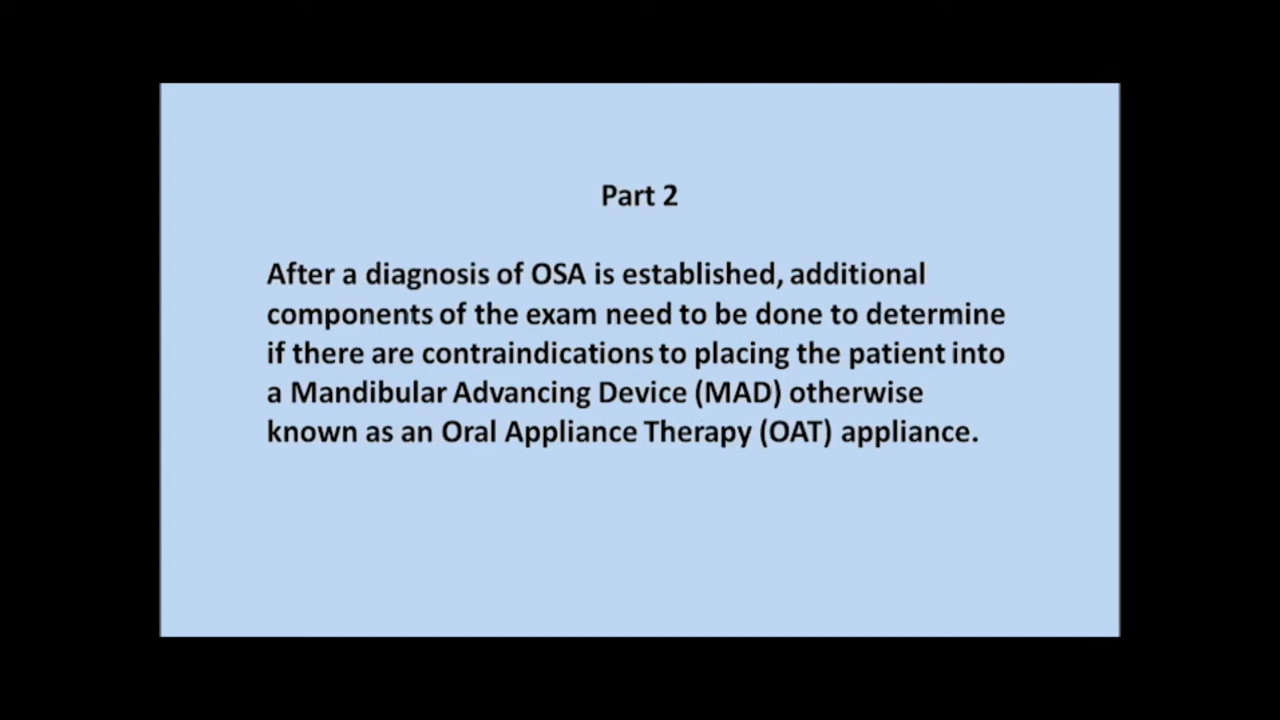 Part 2
After a diagnosis of OSA is established, additional
components of the exam need to be done to determine
if there are contraindications to placing the patient into
a Mandibular Advancing Device (MAD) otherwise
known as an Oral Appliance Therapy (OAT) appliance.